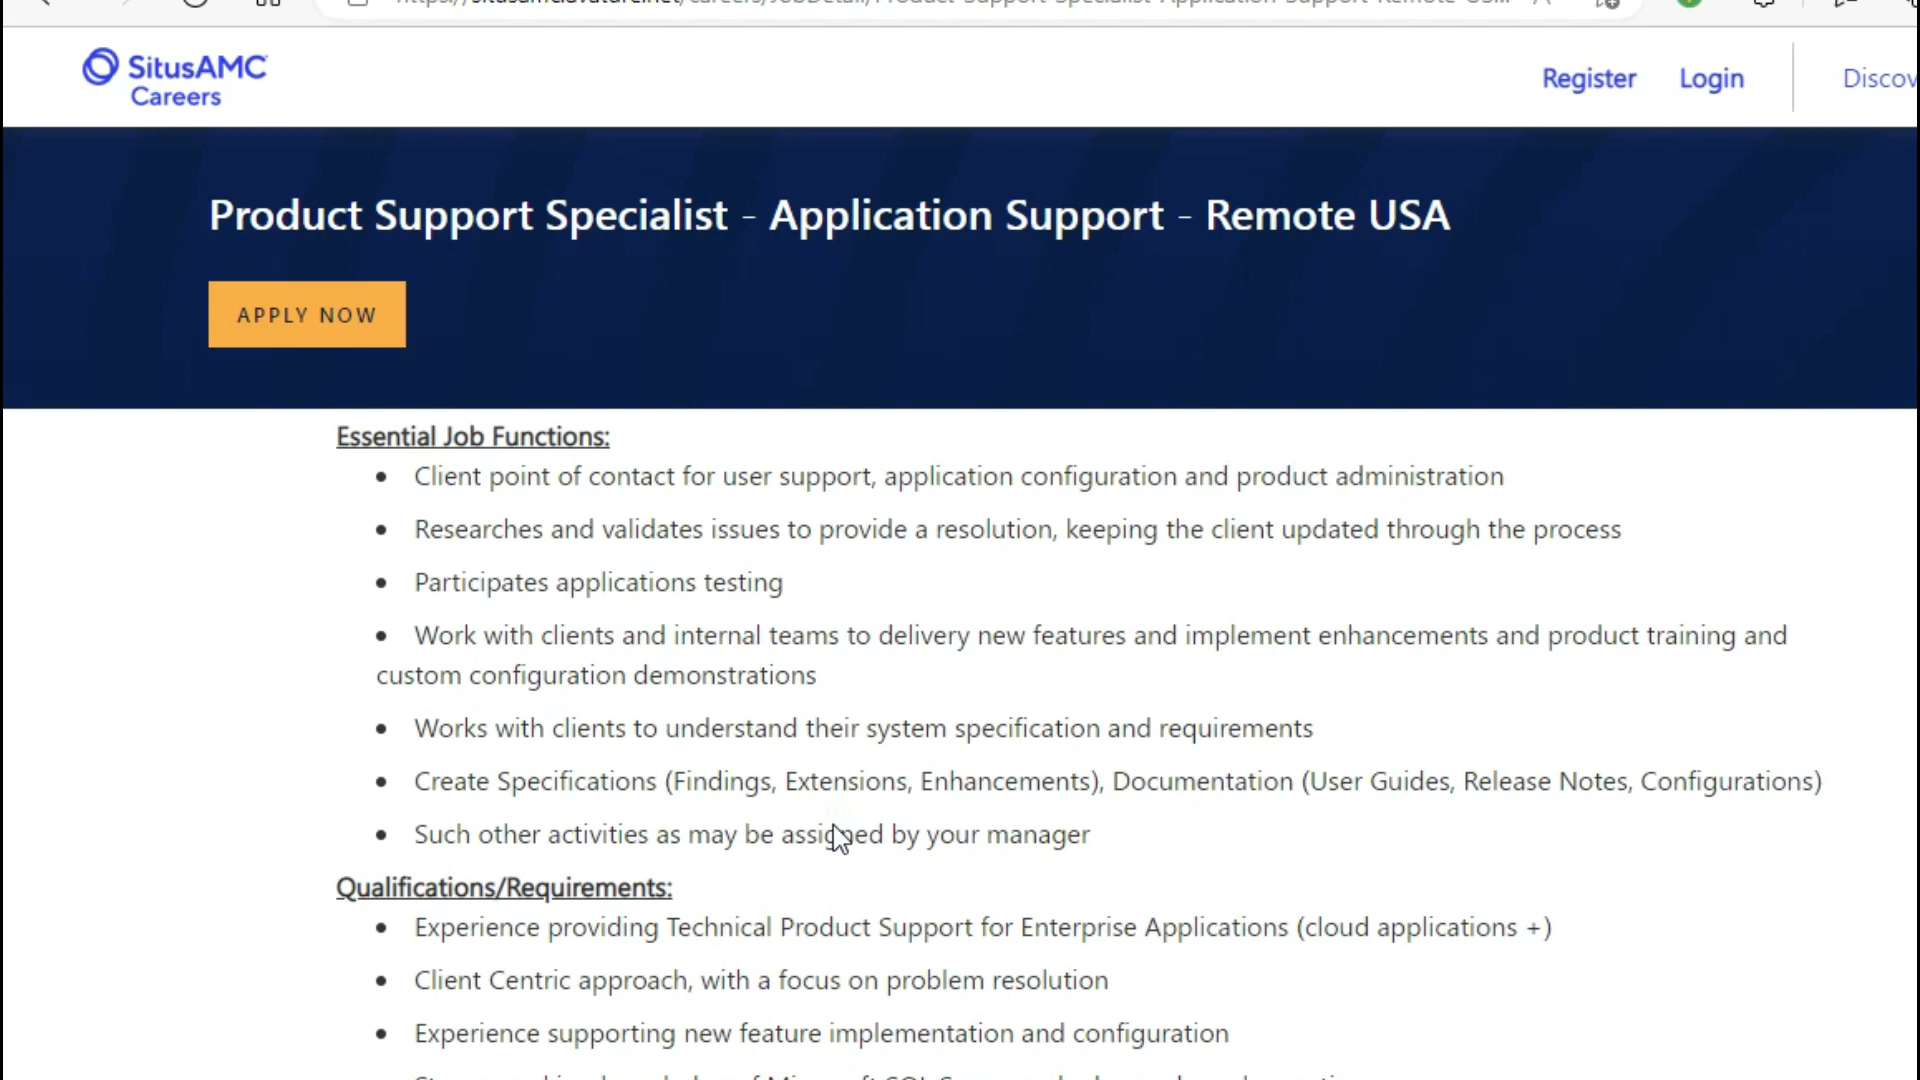 SitusAMC
Careers
Register
Login
Discov
Product Support Specialist - Application Support - Remote USA
APPLY NOW
Essential Job Functions:
• Client point of contact for user support, application configuration and product administration
• Researches and validates issues to provide a resolution, keeping the client updated through the process
• Participates applications testing
• Work with clients and internal teams to delivery new features and implement enhancements and product training and
custom configuration demonstrations
• Works with clients to understand their system specification and requirements
• Create Specifications (Findings, Extensions, Enhancements), Documentation (User Guides, Release Notes, Configurations)
• Such other activities as may be assigned by your manager
Qualifications/Requirements:
• Experience providing Technical Product Support for Enterprise Applications (cloud applications +)
• Client Centric approach, with a focus on problem resolution
• Experience supporting new feature implementation and configuration